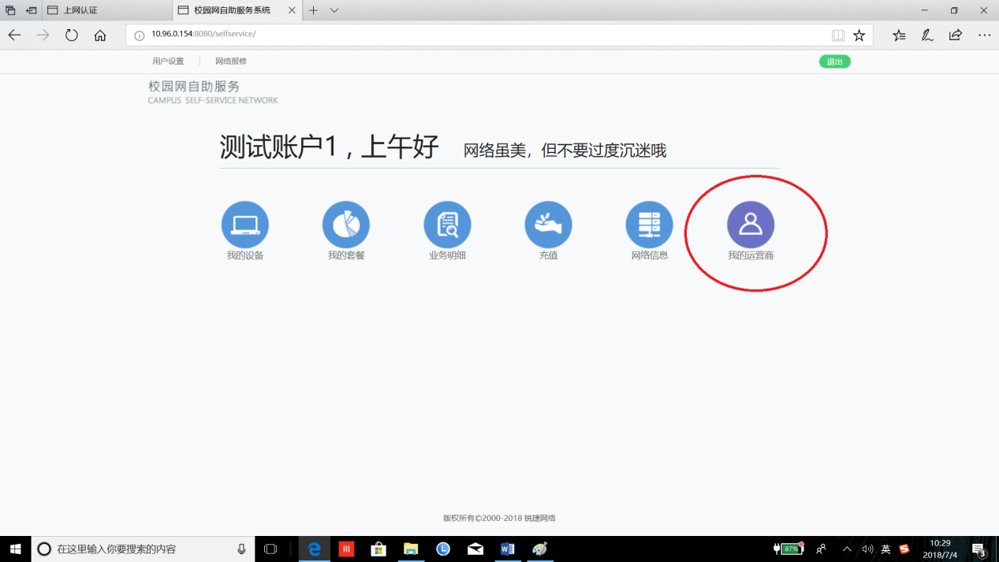 上网认证
校园网自助服务系统
10.96.0.154:8080/selfservice/
用户设置
网络报修
退出
校园网自助服务
CAMPUS SELF-SERVICE NETWORK
测试账户1，上午好
网络虽美，但不要过度沉迷哦
我的设备
我的套餐
业务明细
充值
网络信息
我的运营商
版权所有©2000-2018 锐捷网络
在这里输入你要搜索的内容
87%
英
10:29
2018/7/4
3